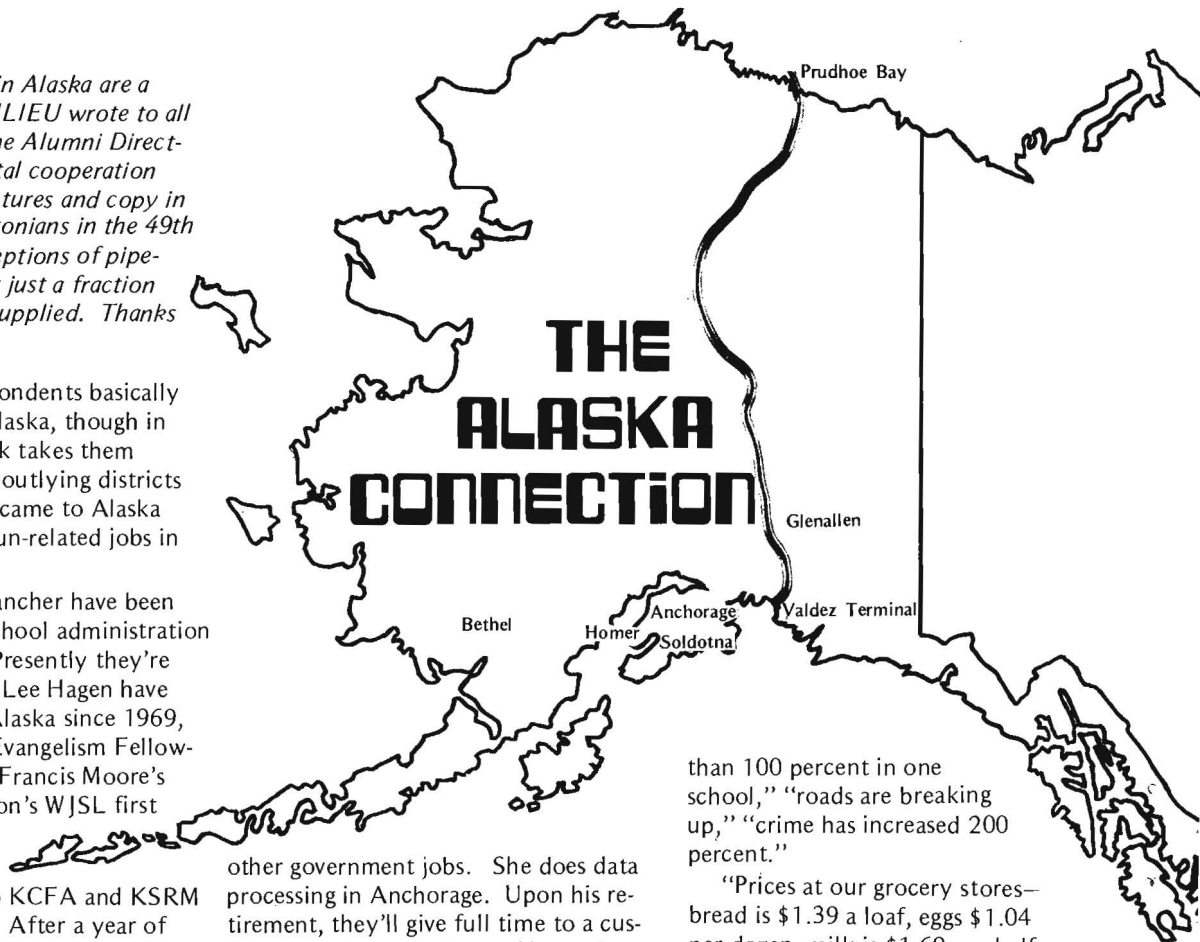 in Alaska are a
LIEU wrote to all
Alumni Direct-
tal cooperation
tures and copy in
onians in the 49th
eptions of pipe-
just a fraction
upplied. Thanks
ondents basically
laska, though in
k takes them
outlying districts
came to Alaska
un-related jobs in
ancher have been
hool administration
Presently they're
Lee Hagen have
Alaska since 1969,
Evangelism Fellow-
Francis Moore's
on's WJSL first
KCFA and KSRM
After a year of
THE
ALASKA
CONNECTION
Prudhoe Bay
Glenallen
Valdez Terminal
Anchorage
Soldotna
Homer
Bethel
other government jobs. She does data
processing in Anchorage. Upon his re-
tirement, they'll give full time to a cus-
than 100 percent in one
school," "roads are breaking
up," "crime has increased 200
percent."
"Prices at our grocery stores—
bread is $1.39 a loaf, eggs $1.04